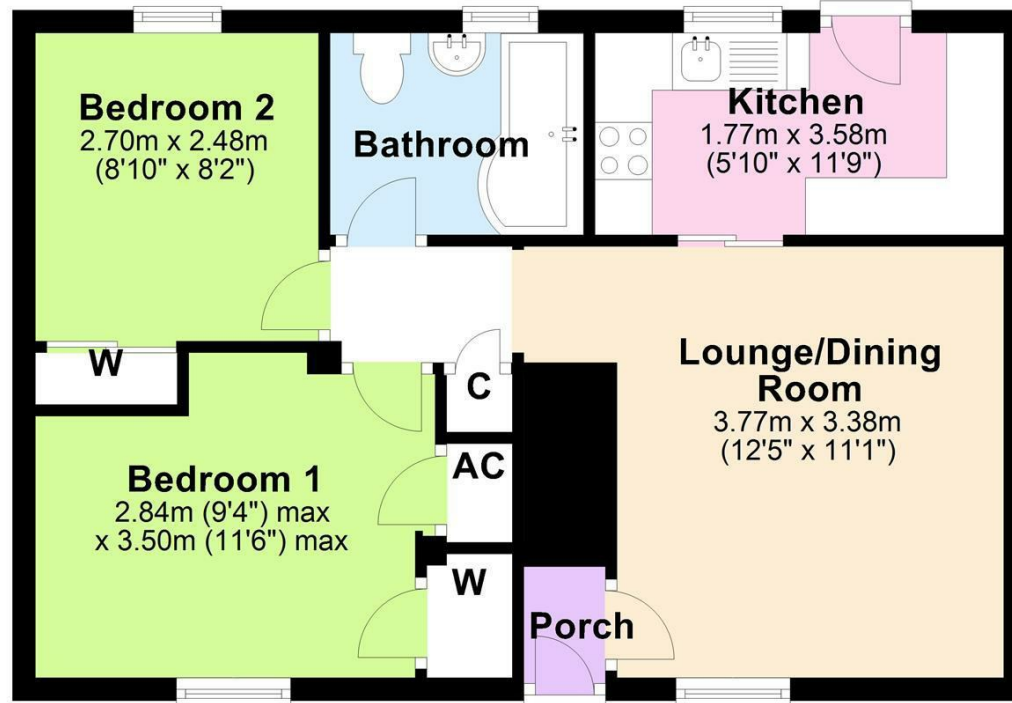 Bedroom 2
2.70m x 2.48m
(8'10" x 8'2")
Bathroom
Kitchen
1.77m x 3.58m
(5'10" x 11'9")
W
C
Lounge/Dining
Room
3.77m x 3.38m
(12'5" x 11'1")
Bedroom 1
2.84m (9'4") max
x 3.50m (11'6") max
AC
W
Porch